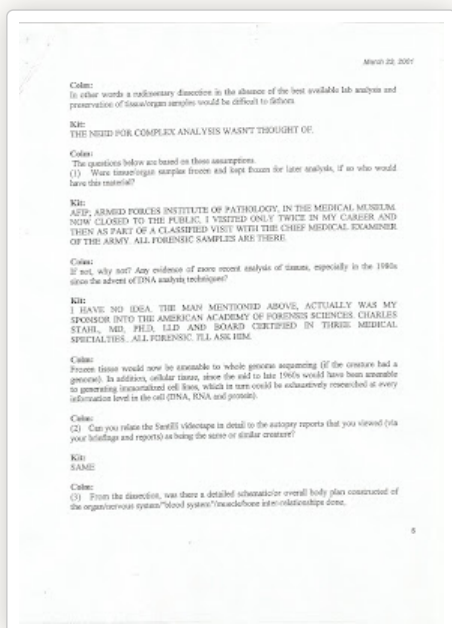 March 22, 2001
Colm:
In other words a rudimentary dissection in the absence of the best available lab analysis and
preservation of tissue/organ samples would be difficult to fathom.
Kit:
THE NEED FOR COMPLEX ANALYSIS WASN'T THOUGHT OF.
Colm:
The questions below are based on these assumptions.
(1) Were tissue/organ samples frozen and kept frozen for later analysis, if so who would
have this material?
Kit:
AFIP; ARMED FORCES INSTITUTE OF PATHOLOGY, IN THE MEDICAL MUSEUM.
NOW CLOSED TO THE PUBLIC. I VISITED ONLY TWICE IN MY CAREER AND
THEN AS PART OF A CLASSIFIED VISIT WITH THE CHIEF MEDICAL EXAMINER
OF THE ARMY. ALL FORENSIC SAMPLES ARE THERE.
Colm:
If not, why not? Any evidence of more recent analysis of tissues, especially in the 1980s
since the advent of DNA analysis techniques?
Kit:
I HAVE NO IDEA. THE MAN MENTIONED ABOVE, ACTUALLY WAS MY
SPONSOR INTO THE AMERICAN ACADEMY OF FORENSIS SCIENCES. CHARLES
STAHL, MD, PH.D, LLD AND BOARD CERTIFIED IN THREE MEDICAL
SPECIALTIES.. ALL FORENSIC. I'LL ASK HIM.
Colm:
Frozen tissue would now be amenable to whole genome sequencing (if the creature had a
genome). In addition, cellular tissue, since the mid to late 1960s would have been amenable
to generating immortalized cell lines, which in turn could be exhaustively researched at every
information level in the cell (DNA, RNA and protein).
Colm:
(2) Can you relate the Santilli videotape in detail to the autopsy reports that you viewed (via
your briefings and reports) as being the same or similar creature?
Kit:
SAME
Colm:
(3) From the dissection, was there a detailed schematic/or overall body plan constructed of
the organ/nervous system/"blood system"/muscle/bone inter-relationships done.
6